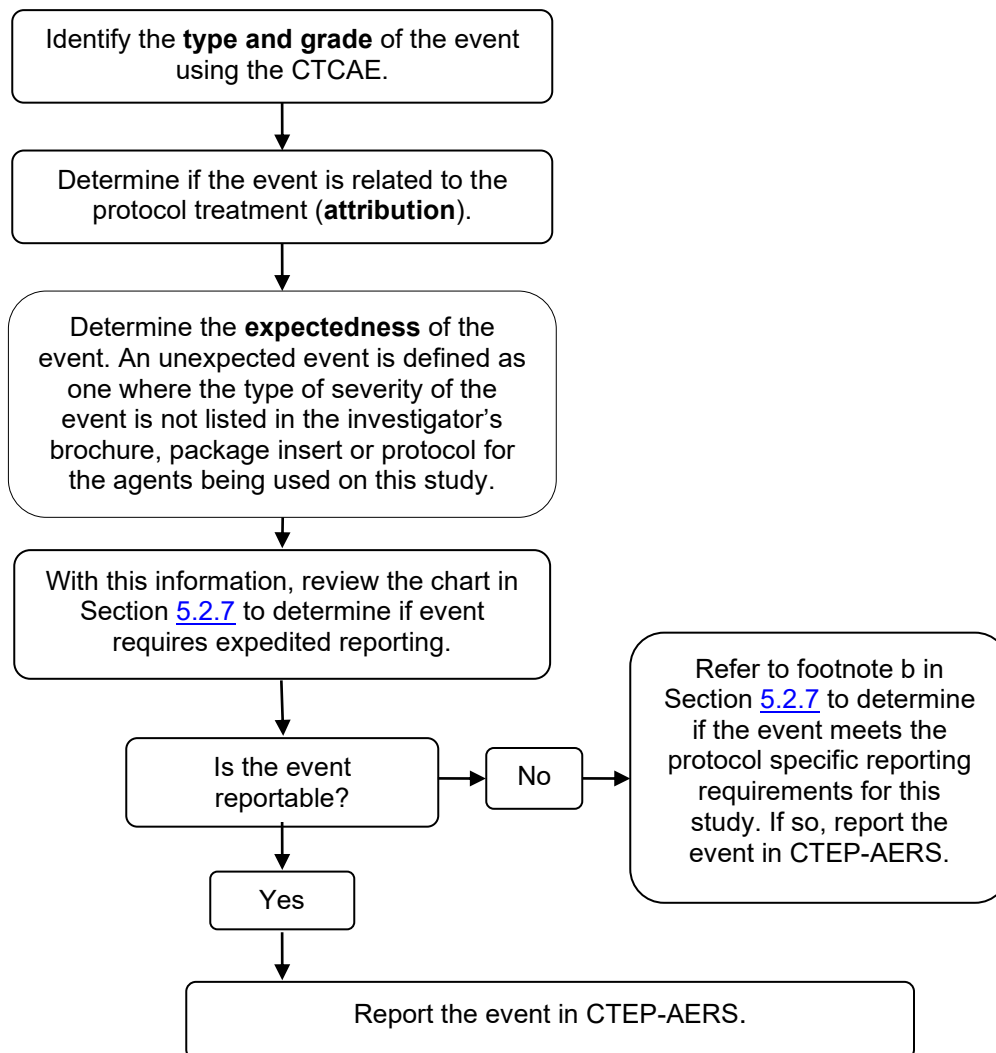 Identify the type and grade of the event
using the CTCAE.
Determine if the event is related to the
protocol treatment (attribution).
Determine the expectedness of the
event. An unexpected event is defined as
one where the type of severity of the
event is not listed in the investigator’s
brochure, package insert or protocol for
the agents being used on this study.
With this information, review the chart in
Section 5.2.7 to determine if event
requires expedited reporting.
Is the event
reportable?
No
Refer to footnote b in
Section 5.2.7 to determine
if the event meets the
protocol specific reporting
requirements for this
study. If so, report the
event in CTEP-AERS.
Yes
Report the event in CTEP-AERS.